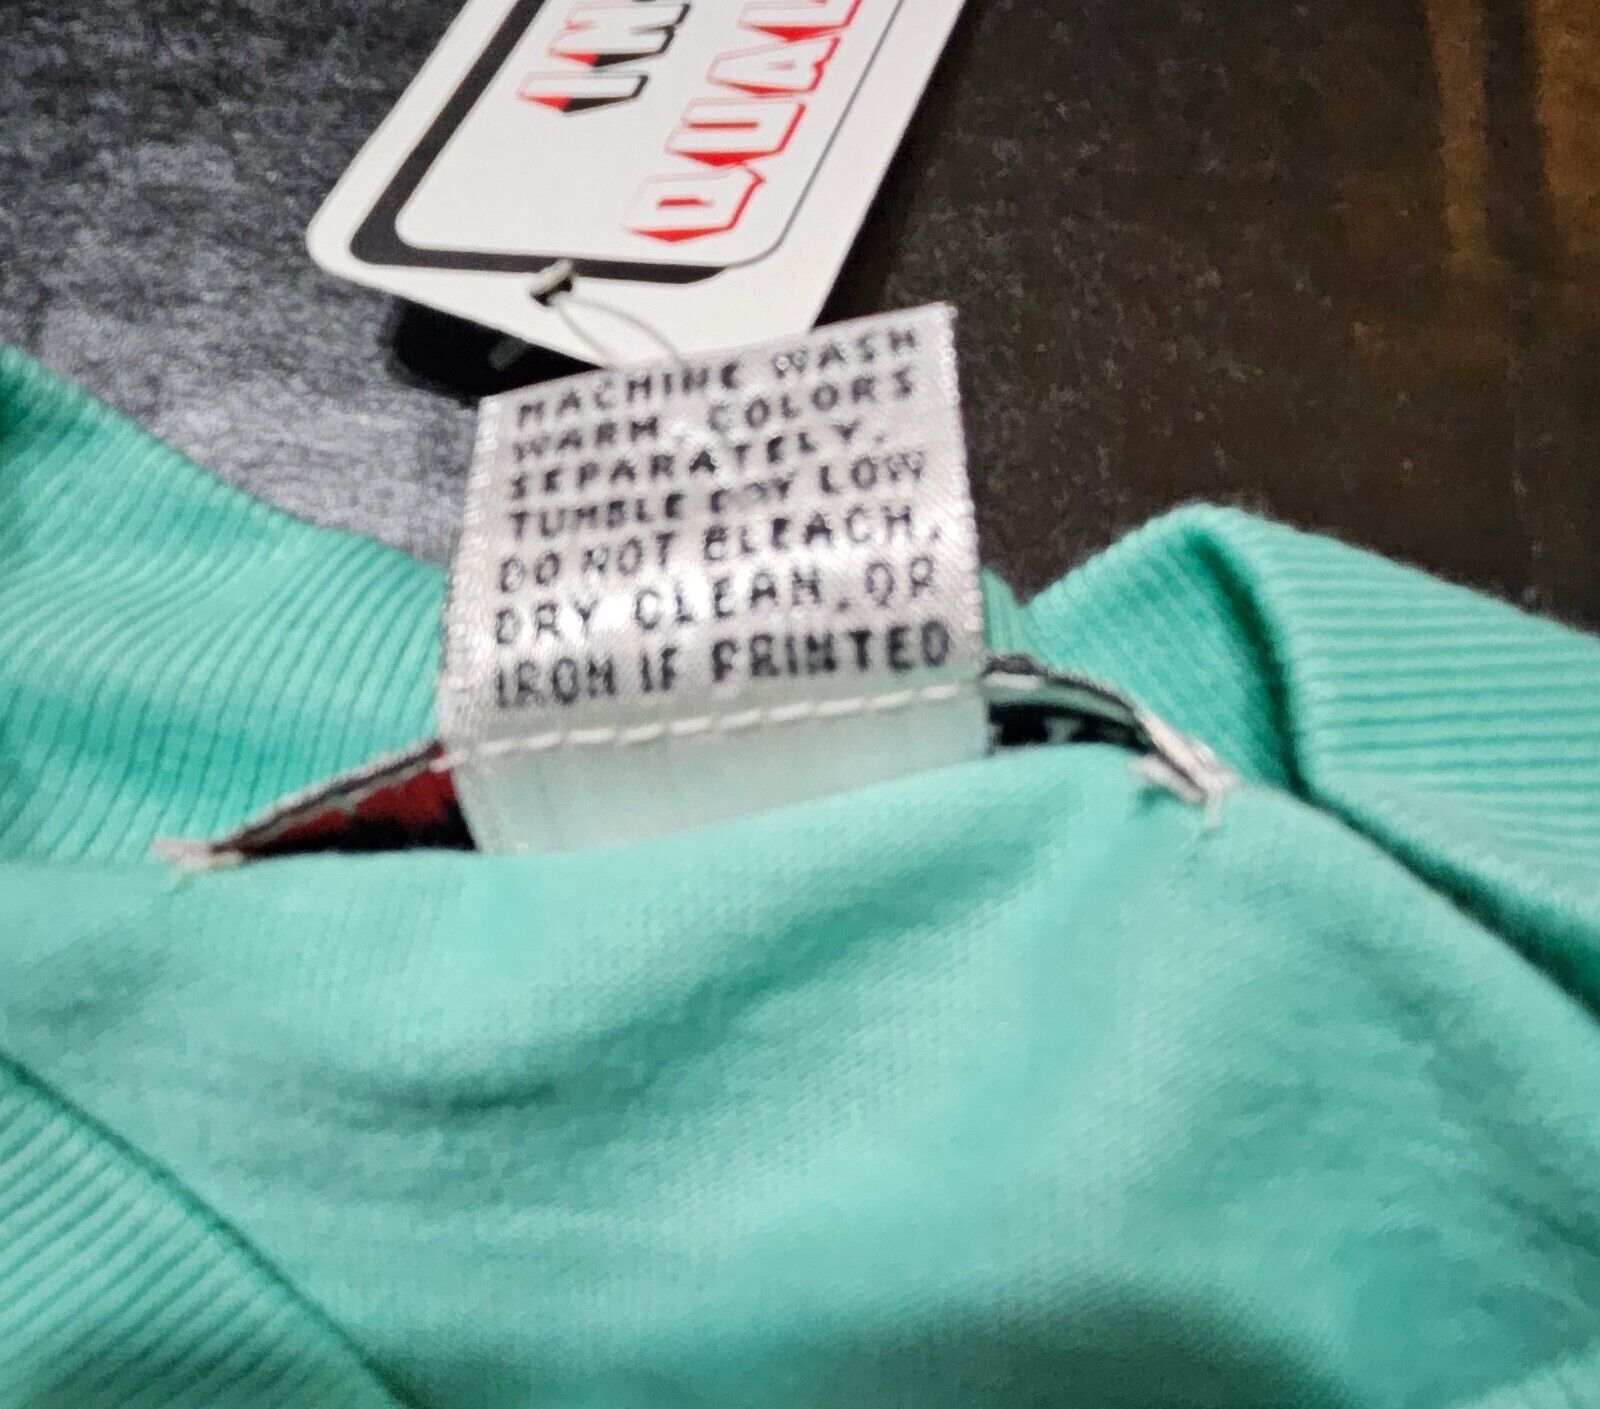 MACHINE WASH
WARM. COLORS
SEPARATELY.
TUMBLE DRY LOW
DO NOT BLEACH,
DRY CLEAN, OR
IRON IF PRINTED